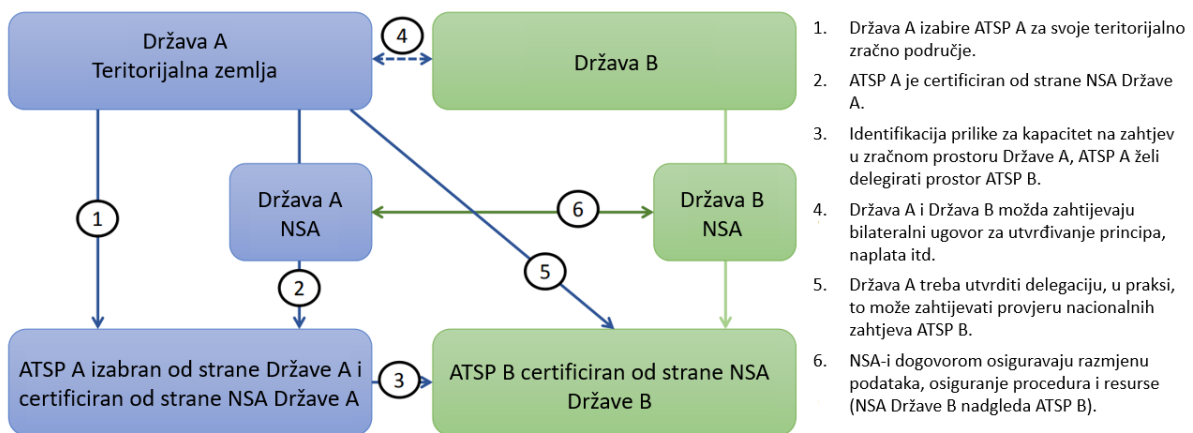 Država A
Teritorijalna zemlja
4
Država B
Država A
NSA
Država B
NSA
1
6
2
5
ATSP A izabran od strane Države A i
certificiran od strane NSA Države A
3
ATSP B certificiran od strane NSA
Države B
1. Država A izabire ATSP A za svoje teritorijalno
zračno područje.
2. ATSP A je certificiran od strane NSA Države
A.
3. Identifikacija prilike za kapacitet na zahtjev
u zračnom prostoru Države A, ATSP A želi
delegirati prostor ATSP B.
4. Država A i Država B možda zahtijevaju
bilateralni ugovor za utvrđivanje principa,
naplata itd.
5. Država A treba utvrditi delegaciju, u praksi,
to može zahtijevati provjeru nacionalnih
zahtjeva ATSP B.
6. NSA-i dogovorom osiguravaju razmjenu
podataka, osiguranje procedura i resurse
(NSA Države B nadgleda ATSP B).